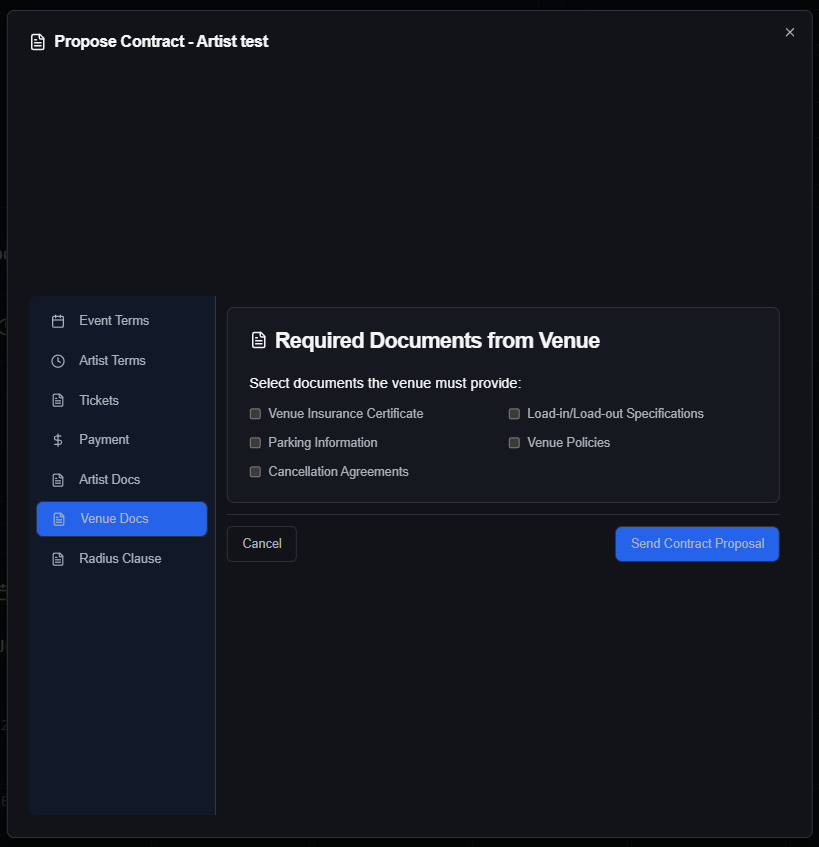 Propose Contract - Artist test
Event Terms
Artist Terms
Tickets
Payment
Artist Docs
Venue Docs
Radius Clause
Required Documents from Venue
Select documents the venue must provide:
Venue Insurance Certificate
Load-in/Load-out Specifications
Parking Information
Venue Policies
Cancellation Agreements
Cancel
Send Contract Proposal